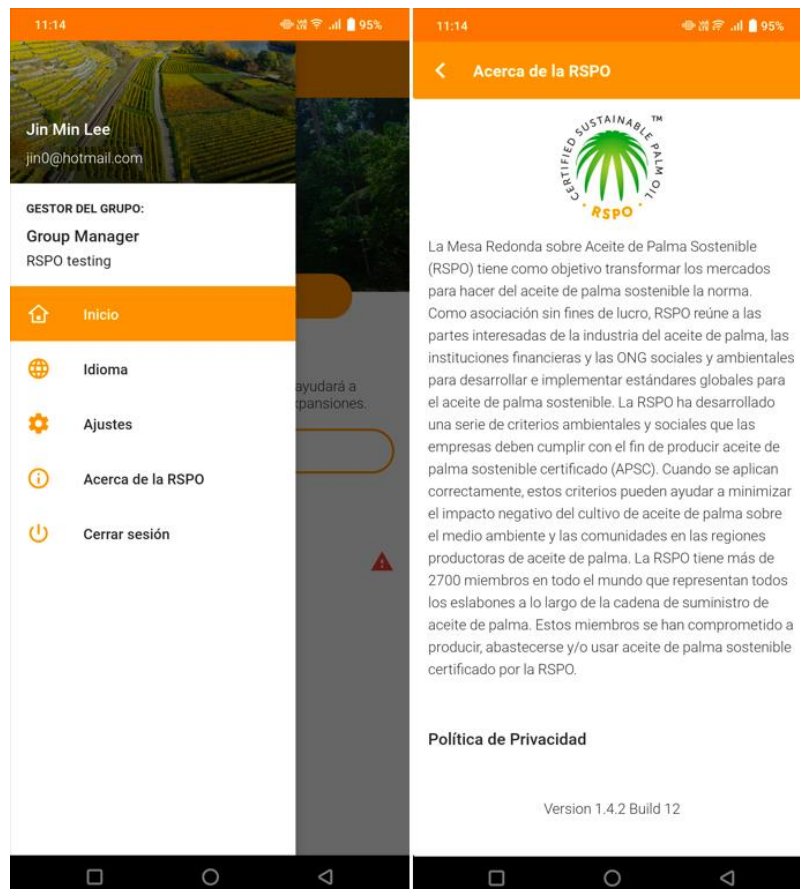 11:14
95%
Jin Min Lee
jin0@hotmail.com
GESTOR DEL GRUPO:
Group Manager
RSPO testing
Inicio
Idioma
Ajustes
Acerca de la RSPO
Cerrar sesión
ayudará a
xpansiones.
11:14
95%
Acerca de la RSPO
CERTIFIED SUSTAINABLE PALM OIL TM
RSPO
La Mesa Redonda sobre Aceite de Palma Sostenible
(RSPO) tiene como objetivo transformar los mercados
para hacer del aceite de palma sostenible la norma.
Como asociación sin fines de lucro, RSPO reúne a las
partes interesadas de la industria del aceite de palma, las
instituciones financieras y las ONG sociales y ambientales
para desarrollar e implementar estándares globales para
el aceite de palma sostenible. La RSPO ha desarrollado
una serie de criterios ambientales y sociales que las
empresas deben cumplir con el fin de producir aceite de
palma sostenible certificado (APSC). Cuando se aplican
correctamente, estos criterios pueden ayudar a minimizar
el impacto negativo del cultivo de aceite de palma sobre
el medio ambiente y las comunidades en las regiones
productoras de aceite de palma. La RSPO tiene más de
2700 miembros en todo el mundo que representan todos
los eslabones a lo largo de la cadena de suministro de
aceite de palma. Estos miembros se han comprometido a
producir, abastecerse y/o usar aceite de palma sostenible
certificado por la RSPO.
Política de Privacidad
Version 1.4.2 Build 12